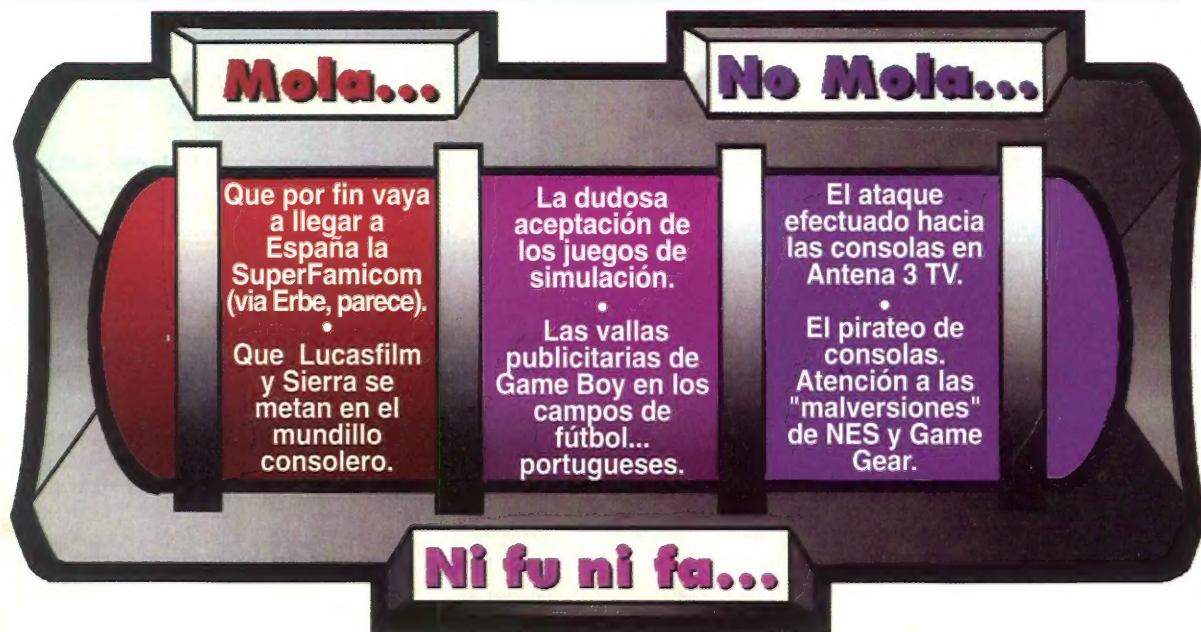 Mola...
No Mola...
Que por fin vaya
a llegar a
España la
SuperFamicom
(via Erbe, parece).
•
Que Lucasfilm
y Sierra se
metan en el
mundillo
consolero.
La dudosa
aceptación de
los juegos de
simulación.
•
Las vallas
publicitarias de
Game Boy en los
campos de
fútbol...
portugueses.
El ataque
efectuado hacia
las consolas en
Antena 3 TV.
•
El pirateo de
consolas.
Atención a las
"malversiones"
de NES y Game
Gear.
Ni fu ni fa...